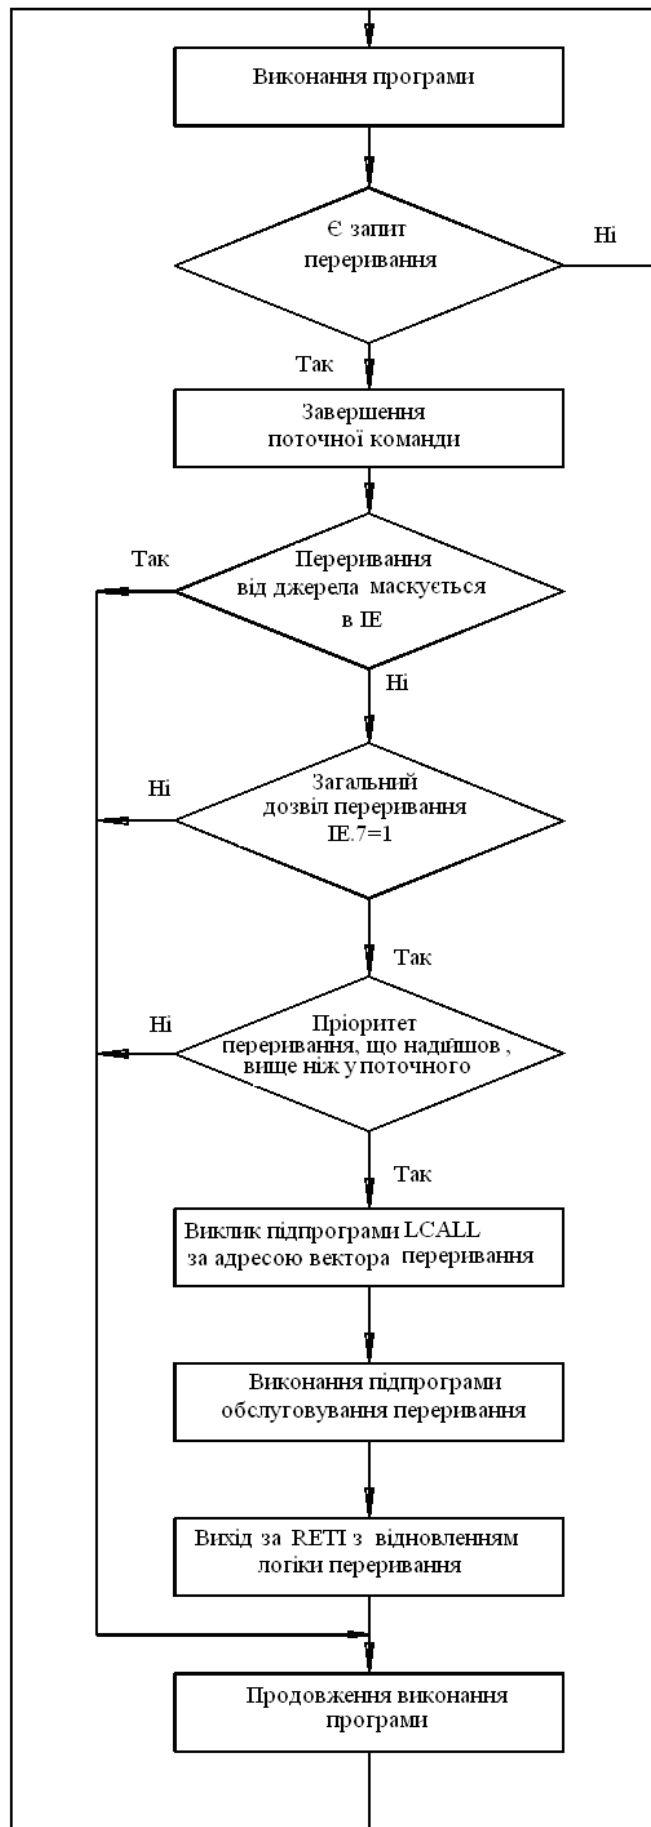 Виконання програми
Є запит
переривання
Ні
Так
Завершення
поточної команди
Так
Переривання
від джерела маскується
в IE
Ні
Ні
Загальний
дозвіл переривання
IE.7=1
Так
Ні
Пріоритет
переривання, що надійшов ,
вище ніж у поточного
Так
Виклик підпрограми LCALL
за адресою вектора переривання
Виконання підпрограми
обслуговування переривання
Вихід за RETI з відновленням
логіки переривання
Продовження виконання
програми